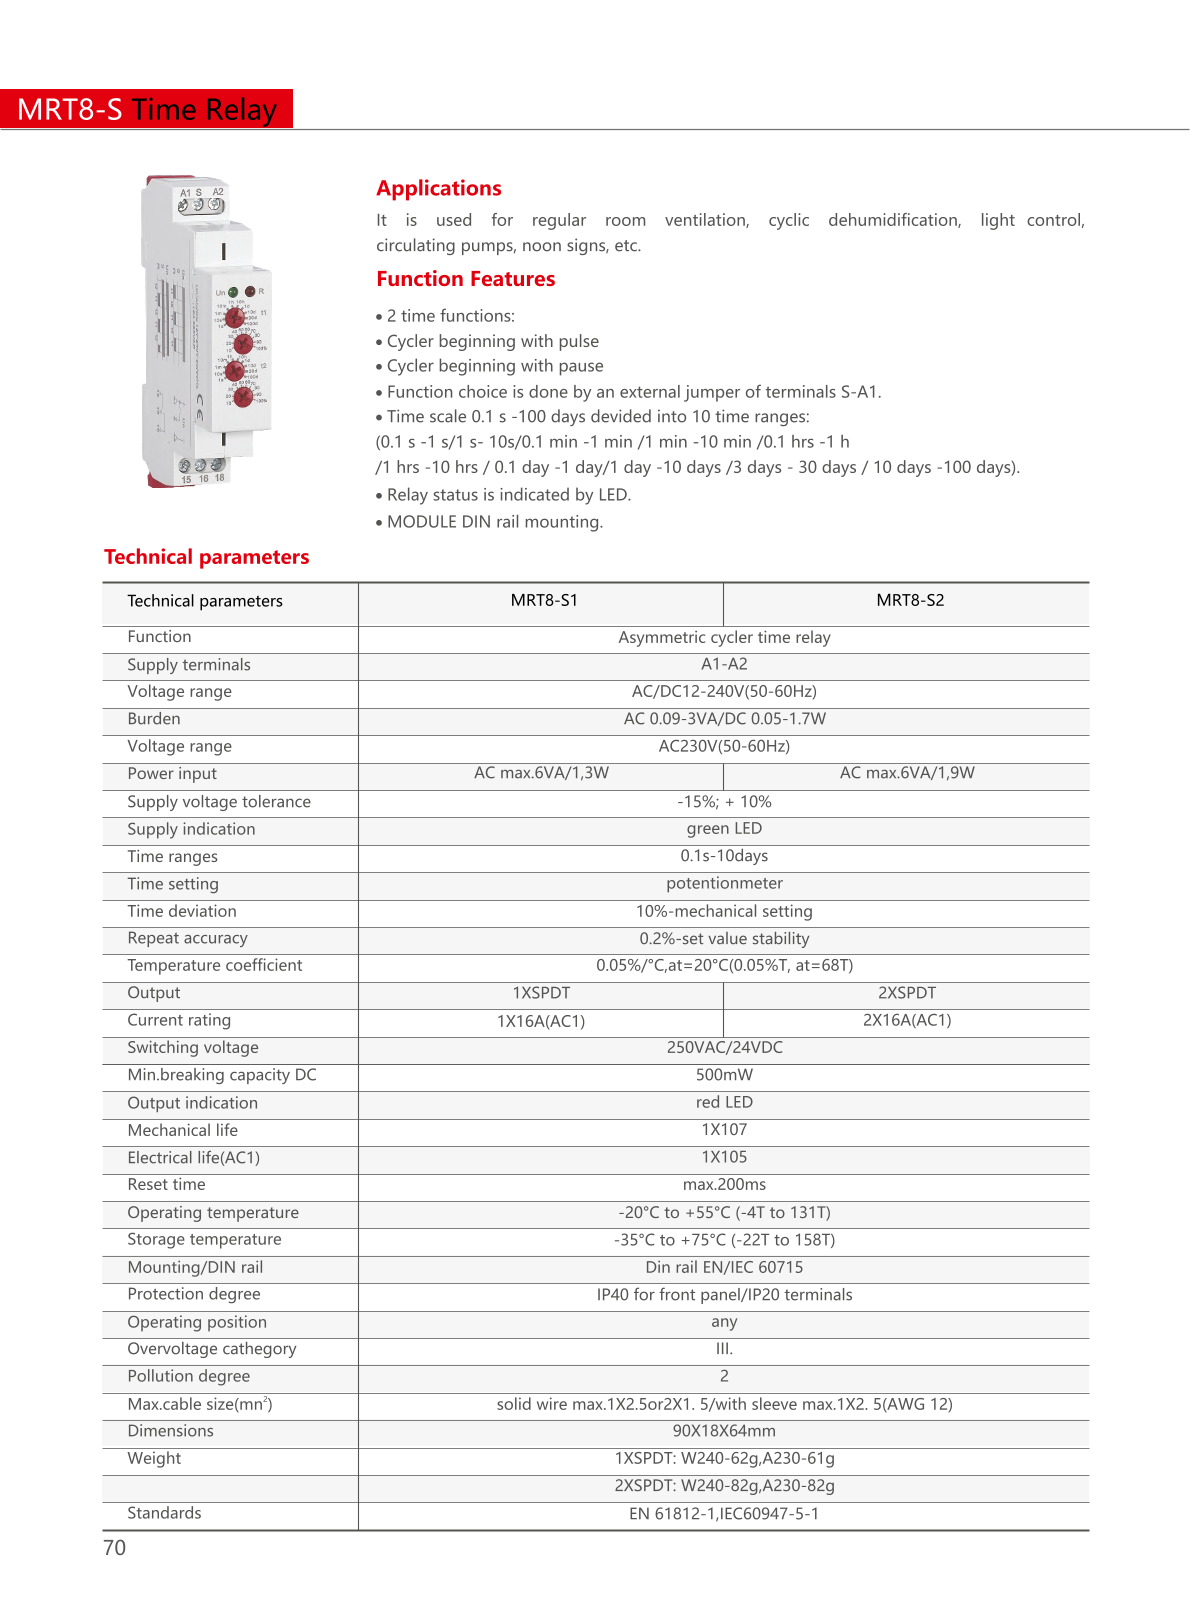 MRT8-S Time Relay
A1 S A2
Un R
t1
t2
15 16 18
Applications
It is used for regular room ventilation, cyclic dehumidification, light control,
circulating pumps, noon signs, etc.
Function Features
• 2 time functions:
• Cycler beginning with pulse
• Cycler beginning with pause
• Function choice is done by an external jumper of terminals S-A1.
• Time scale 0.1 s -100 days devided into 10 time ranges:
(0.1 s -1 s/1 s- 10s/0.1 min -1 min /1 min -10 min /0.1 hrs -1 h
/1 hrs -10 hrs / 0.1 day -1 day/1 day -10 days /3 days - 30 days / 10 days -100 days).
• Relay status is indicated by LED.
• MODULE DIN rail mounting.
Technical parameters
Technical parameters MRT8-S1 MRT8-S2
Function Asymmetric cycler time relay
Supply terminals A1-A2
Voltage range AC/DC12-240V(50-60Hz)
Burden AC 0.09-3VA/DC 0.05-1.7W
Voltage range AC230V(50-60Hz)
Power input AC max.6VA/1,3W AC max.6VA/1,9W
Supply voltage tolerance -15%; + 10%
Supply indication green LED
Time ranges 0.1s-10days
Time setting potentionmeter
Time deviation 10%-mechanical setting
Repeat accuracy 0.2%-set value stability
Temperature coefficient 0.05%/°C,at=20°C(0.05%T, at=68T)
Output 1XSPDT 2XSPDT
Current rating 1X16A(AC1) 2X16A(AC1)
Switching voltage 250VAC/24VDC
Min.breaking capacity DC 500mW
Output indication red LED
Mechanical life 1X107
Electrical life(AC1) 1X105
Reset time max.200ms
Operating temperature -20°C to +55°C (-4T to 131T)
Storage temperature -35°C to +75°C (-22T to 158T)
Mounting/DIN rail Din rail EN/IEC 60715
Protection degree IP40 for front panel/IP20 terminals
Operating position any
Overvoltage cathegory III.
Pollution degree 2
Max.cable size(mn²) solid wire max.1X2.5or2X1. 5/with sleeve max.1X2. 5(AWG 12)
Dimensions 90X18X64mm
Weight 1XSPDT: W240-62g,A230-61g
2XSPDT: W240-82g,A230-82g
Standards EN 61812-1,IEC60947-5-1
70